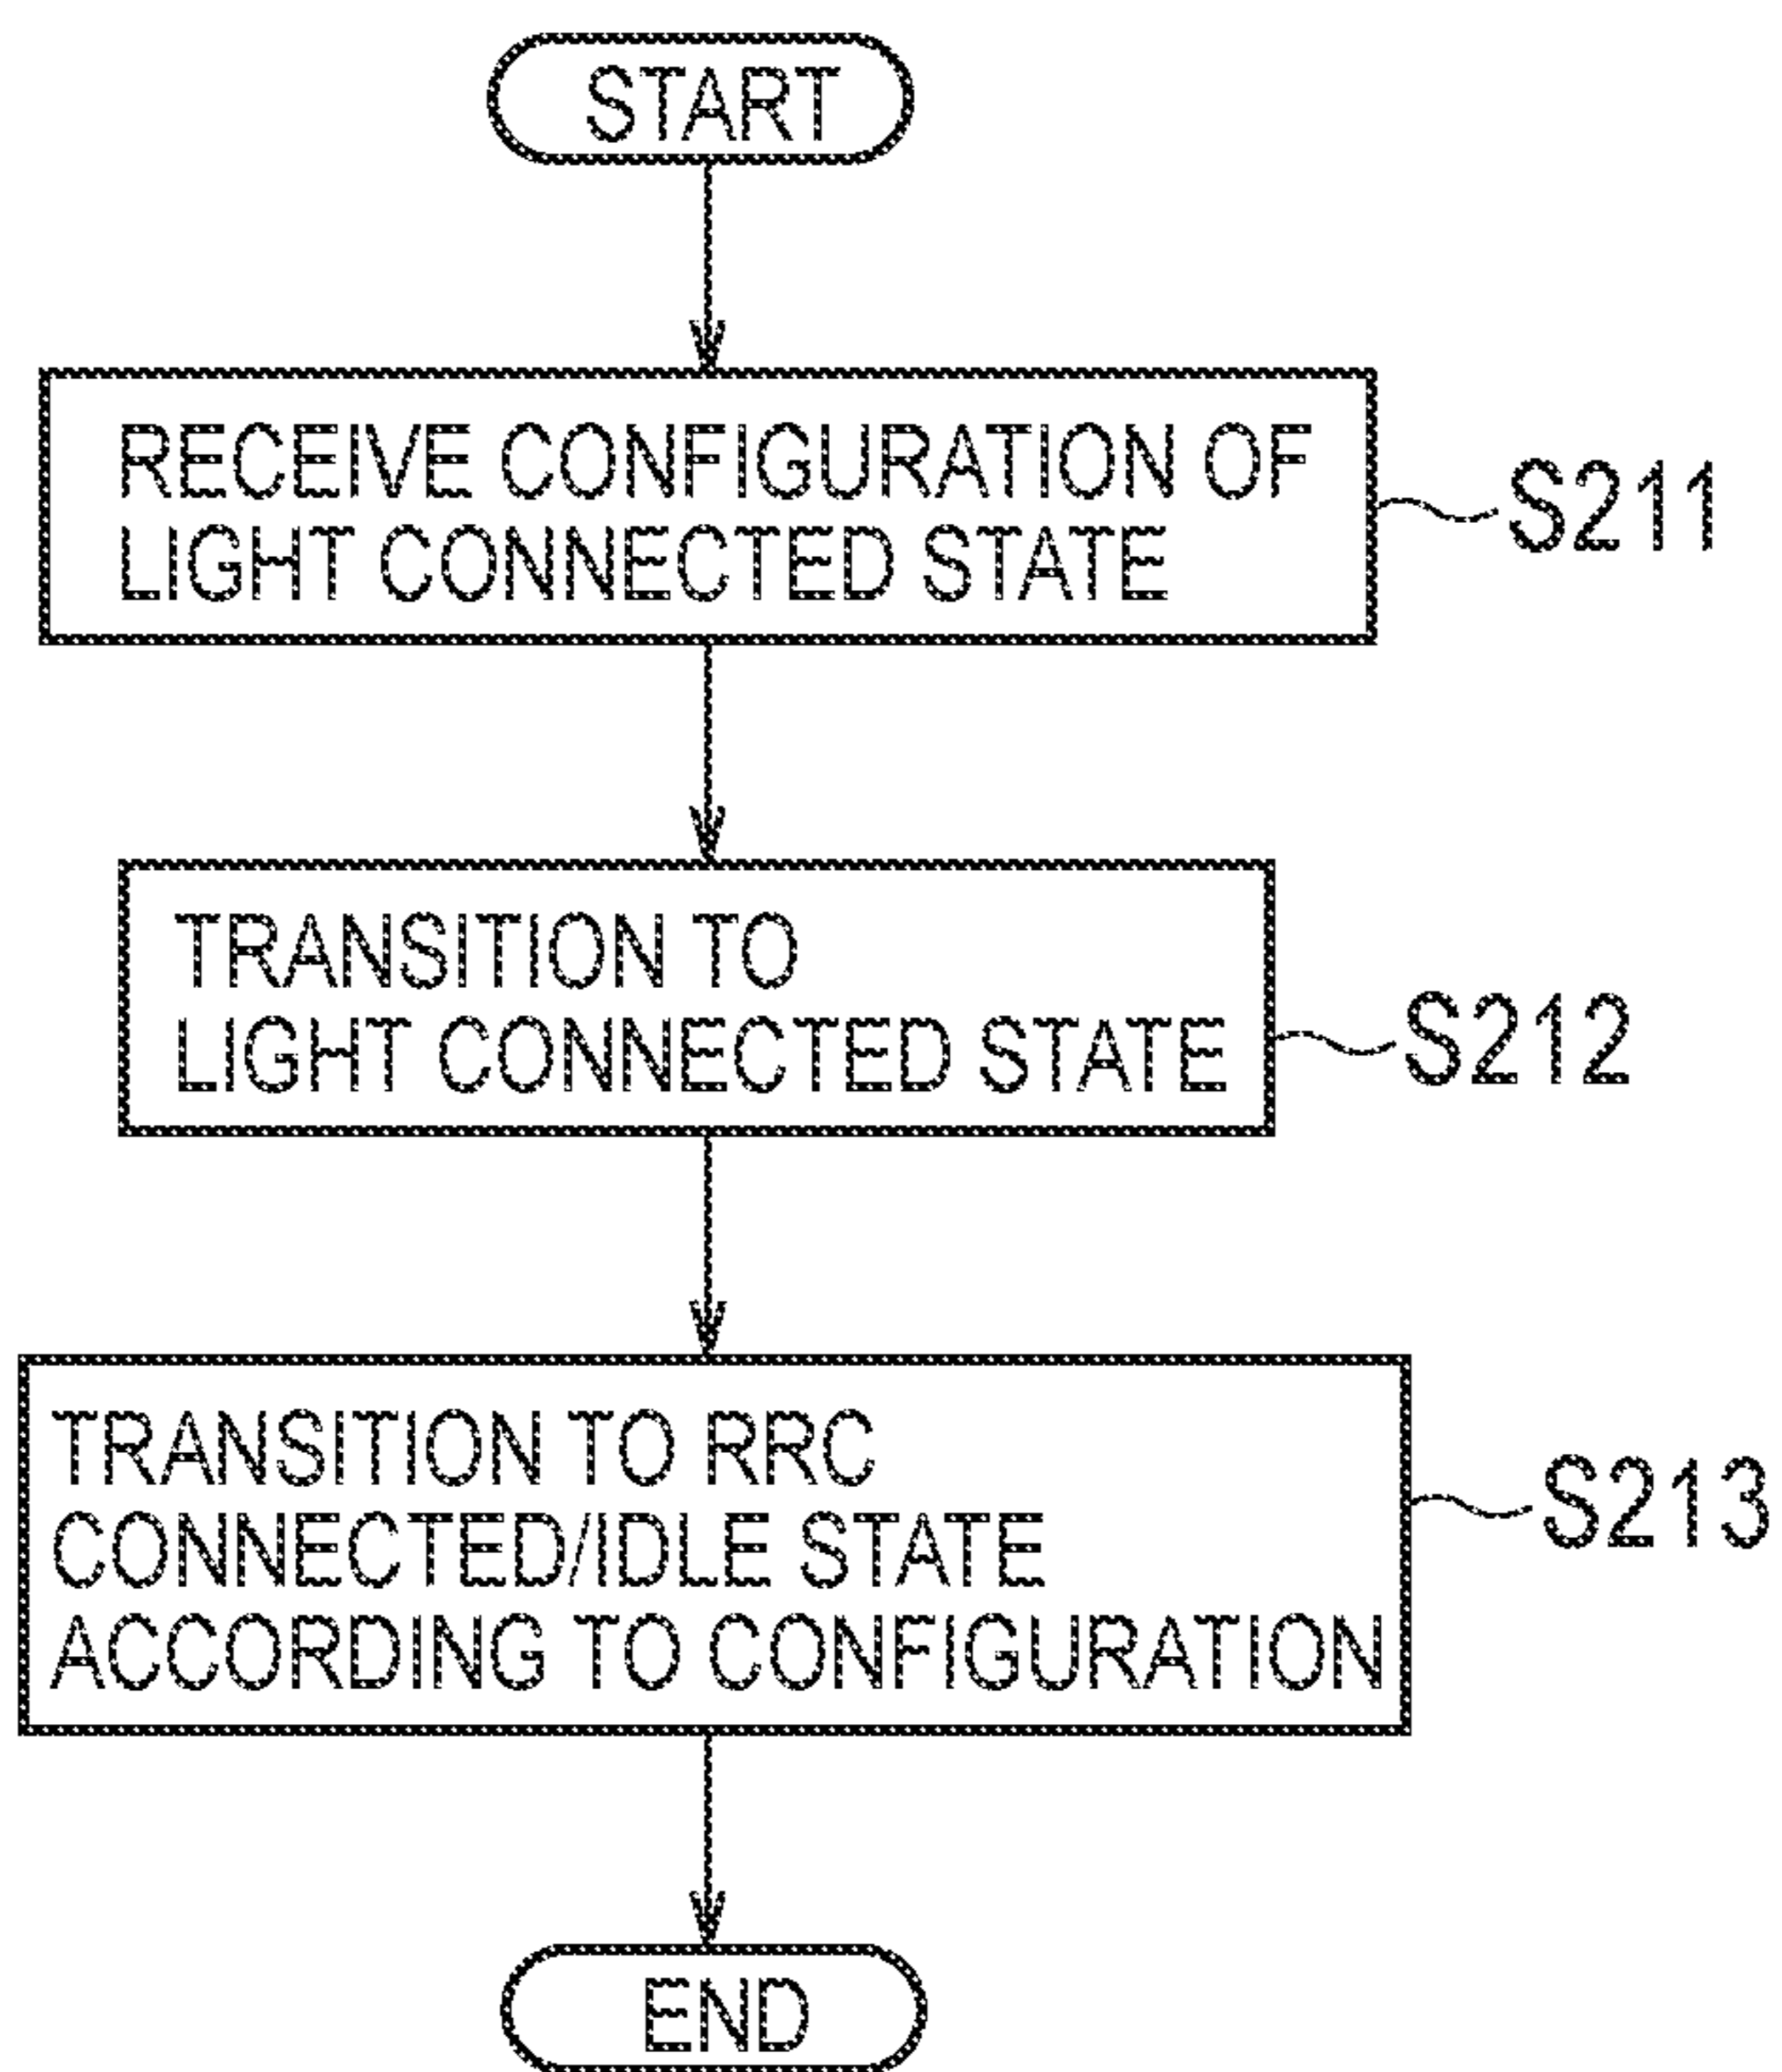 START
RECEIVE CONFIGURATION OF
LIGHT CONNECTED STATE
S211
TRANSITION TO
LIGHT CONNECTED STATE
S212
TRANSITION TO RRC
CONNECTED/IDLE STATE
ACCORDING TO CONFIGURATION
S213
END